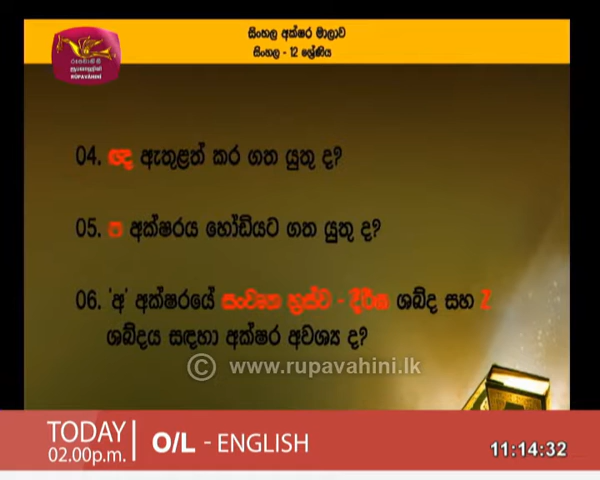 සිංහල අක්ෂර මාලාව
සිංහල - 12 ශ්‍රේණිය
RUPAVAHINI
04. ඥ ඇතුළත් කර ගත යුතු ද?
05. අක්ෂරය හෝඩියට ගත යුතු ද?
06. 'අ' අක්ෂරයේ සංවෘත හ්‍රස්ව - දීර්ඝ ශබ්ද සහ
ශබ්දය සඳහා අක්ෂර අවශ්‍ය ද?
© www.rupavahini.lk
TODAY
02.00p.m.
O/L - ENGLISH
11:14:32